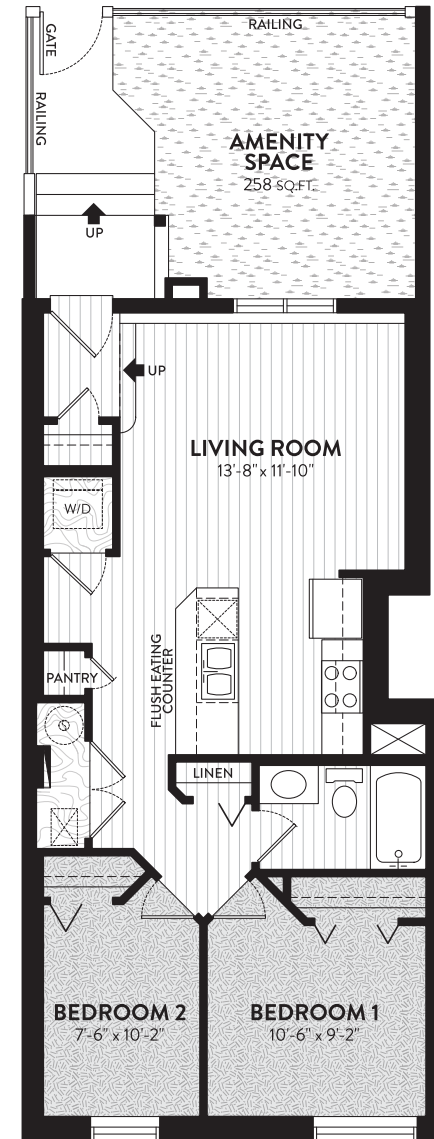 RAILING
GATE
RAILING
AMENITY
SPACE
258 SQ.FT.
UP
UP
LIVING ROOM
13'-8" x 11'-10"
W/D
PANTRY
FLUSH EATING
COUNTER
LINEN
BEDROOM 2
7'-6" x 10'-2"
BEDROOM 1
10'-6" x 9'-2"